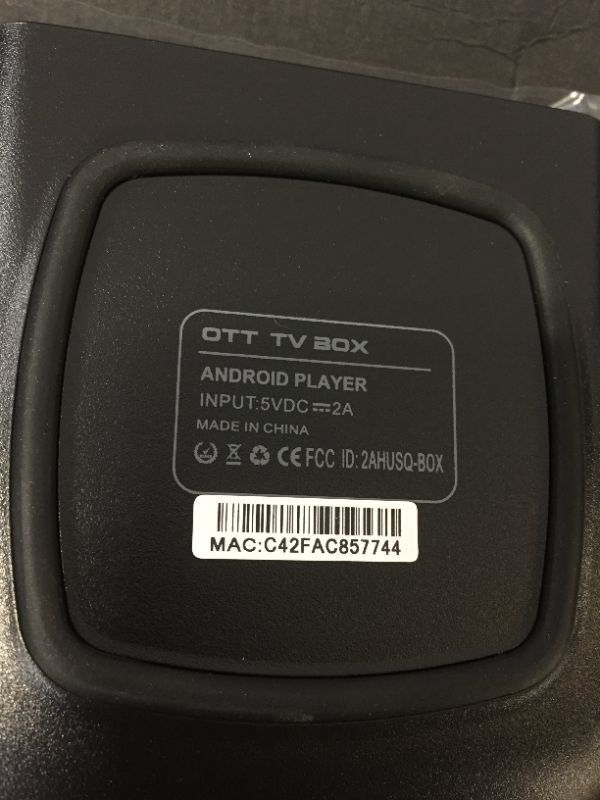 OTT TV BOX
ANDROID PLAYER
INPUT:5VDC⎓2A
MADE IN CHINA
CE FCC ID: 2AHUSQ-BOX
MAC:C42FAC857744